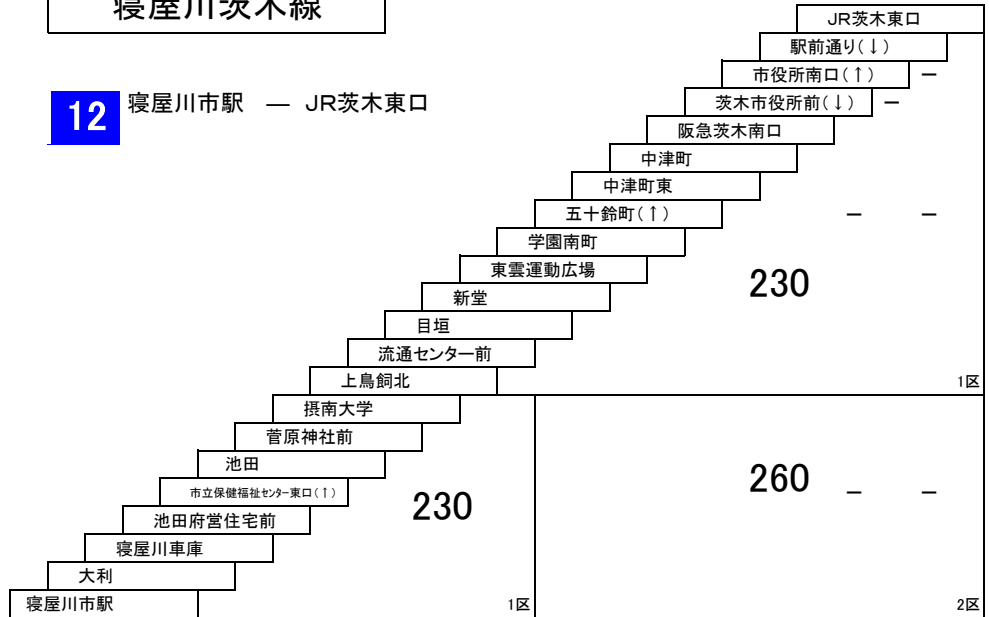 寝屋川茨木線
JR茨木東口
駅前通り(↓)
市役所南口(↑) −
12 寝屋川市駅 ― JR茨木東口
茨木市役所前(↓) −
阪急茨木南口
中津町
中津町東
五十鈴町(↑) − −
学園南町
東雲運動広場
230
新堂
目垣
流通センター前
上鳥飼北 1区
摂南大学
菅原神社前
池田
260 − −
市立保健福祉センター東口(↑)
230
池田府営住宅前
寝屋川車庫
大利
寝屋川市駅 1区 2区